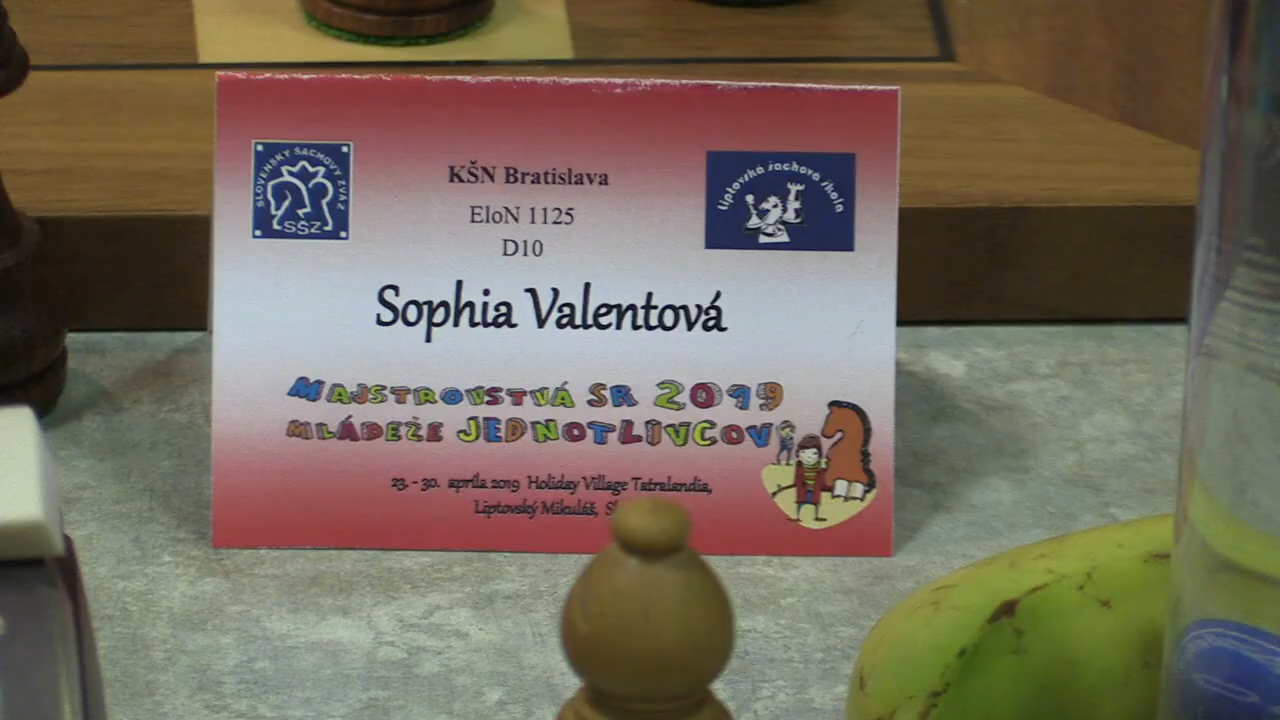 SLOVENSKÝ ŠACHOVÝ ZVÄZ
SŠZ
KŠN Bratislava
EloN 1125
D10
Liptovská šachová škola
Sophia Valentová
MAJSTROVSTVÁ SR 2019
MLÁDEŽE JEDNOTLIVCOV
23. - 30. apríla 2019 Holiday Village Tatralandia,
Liptovský Mikuláš,